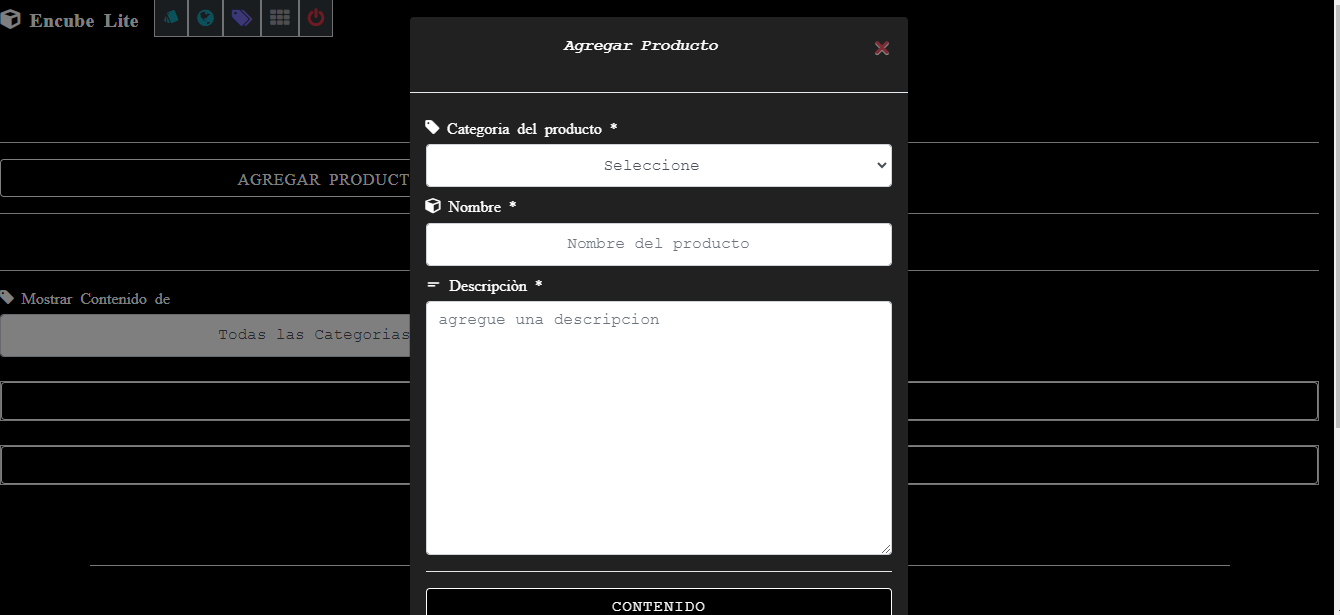 Encube Lite
Agregar Producto
Categoria del producto *
Seleccione
AGREGAR PRODUCT
Nombre *
Nombre del producto
Mostrar Contenido de
Descripciòn *
Todas las Categorias
agregue una descripcion
CONTENIDO